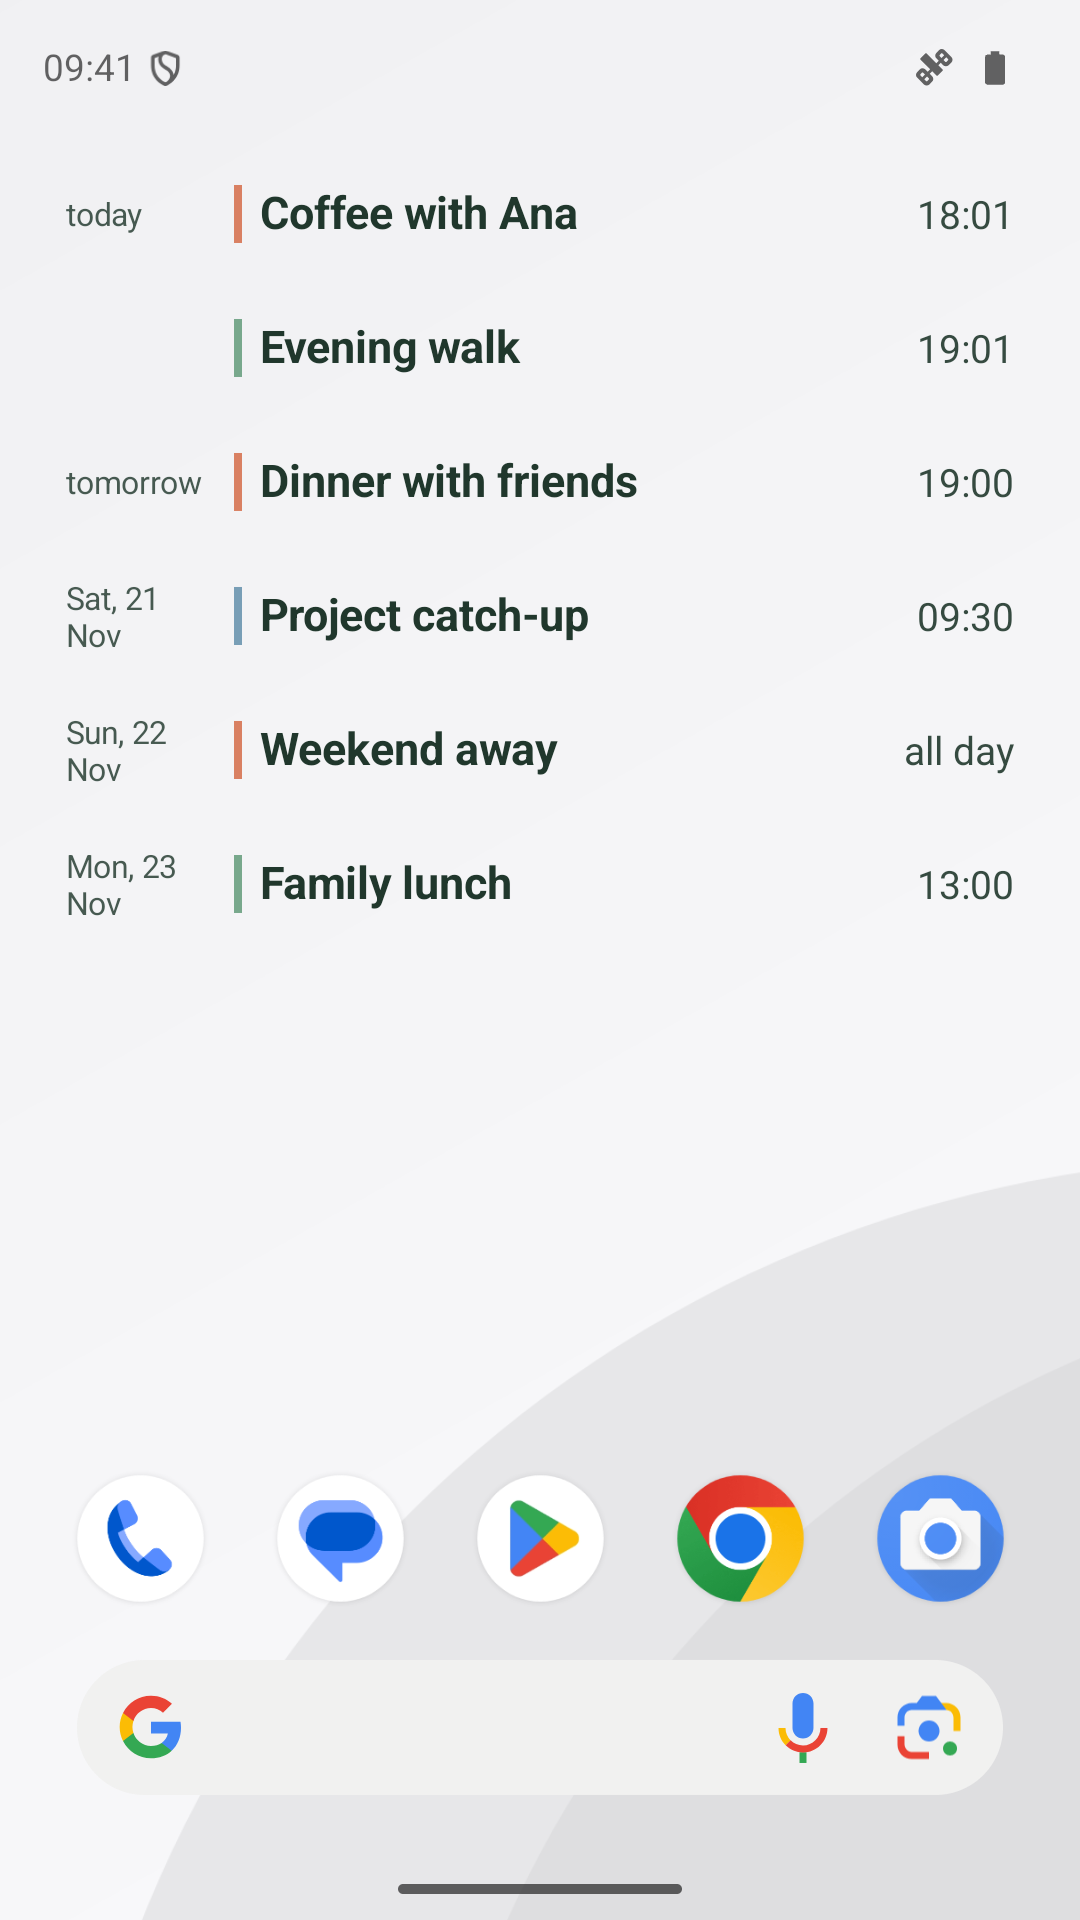 09:41
today Coffee with Ana 18:01
Evening walk 19:01
tomorrow Dinner with friends 19:00
Sat, 21 Nov Project catch-up 09:30
Sun, 22 Nov Weekend away all day
Mon, 23 Nov Family lunch 13:00